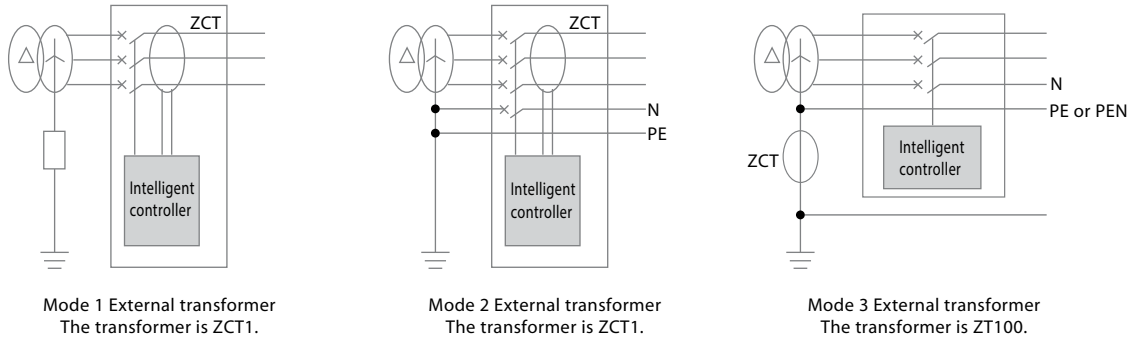 ZCT
Intelligent
controller
Mode 1 External transformer
The transformer is ZCT1.
ZCT
N
PE
Intelligent
controller
Mode 2 External transformer
The transformer is ZCT1.
N
PE or PEN
ZCT
Intelligent
controller
Mode 3 External transformer
The transformer is ZT100.